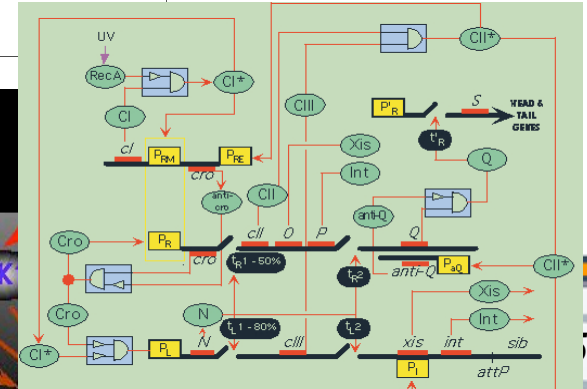 UV
RecA
CI*
CII*
CI
CIII
P'R
S
HEAD &
TAIL
GENES
t'R
cI
PRM
PRE
cro
Xis
Q
anti-
cro
CII
Int
anti-Q
Cro
PR
cII
O
P
Q
cro
tR1 - 50%
tR2
anti-Q
PaQ
CII*
K
Cro
N
Xis
Int
CI*
PL
N
tL1 - 80%
cIII
tL2
xis
int
sib
PI
attP